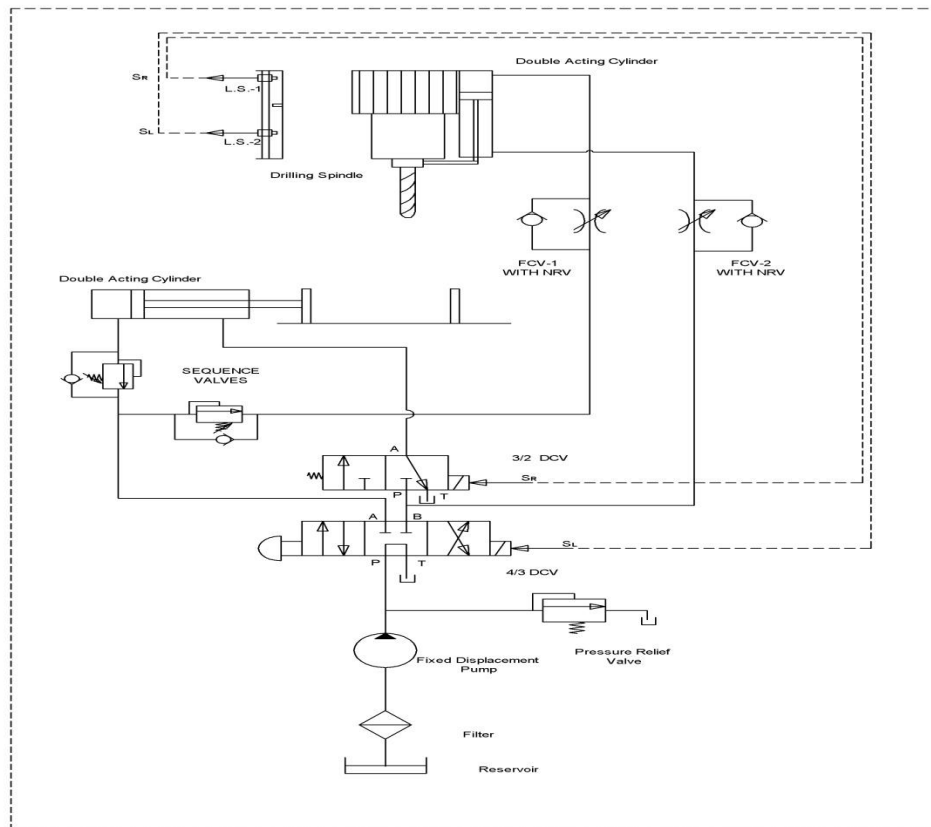 Double Acting Cylinder
SR
L.S.-1
SL
L.S.-2
Drilling Spindle
FCV-1
WITH NRV
FCV-2
WITH NRV
Double Acting Cylinder
SEQUENCE
VALVES
A
3/2 DCV
SR
P
T
A
B
SL
P
T
4/3 DCV
Fixed Displacement
Pump
Pressure Relief
Valve
Filter
Reservoir